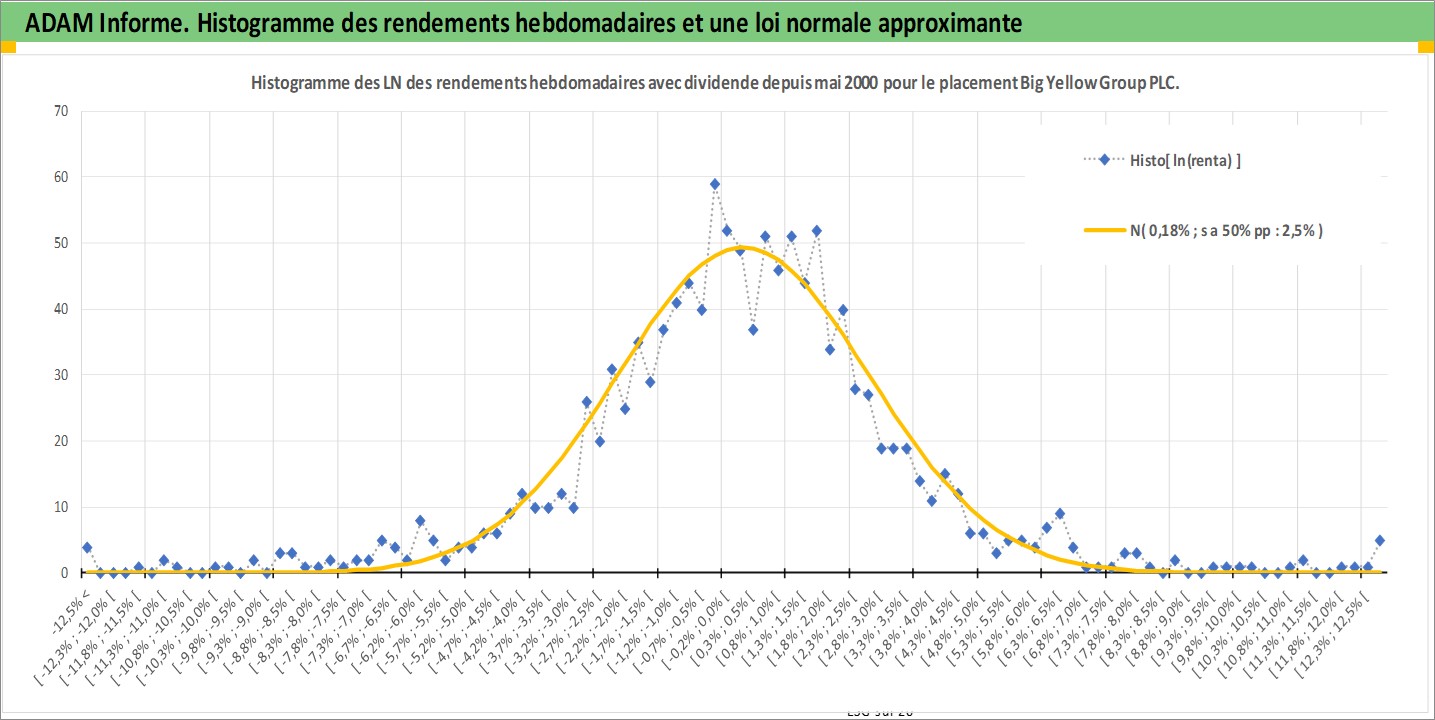 ADAM Informe. Histogramme des rendements hebdomadaires et une loi normale approximante
Histogramme des LN des rendements hebdomadaires avec dividende depuis mai 2000 pour le placement Big Yellow Group PLC.
70
60
50
40
30
20
10
0
Histo[ ln(renta) ]
N( 0,18% ; s a 50% pp : 2,5% )
-12,5% <
[ -12,3% ; -12,0% [
[ -11,8% ; -11,5% [
[ -11,3% ; -11,0% [
[ -10,8% ; -10,5% [
[ -10,3% ; -10,0% [
[ -9,8% ; -9,5% [
[ -9,3% ; -9,0% [
[ -8,8% ; -8,5% [
[ -8,3% ; -8,0% [
[ -7,8% ; -7,5% [
[ -7,3% ; -7,0% [
[ -6,7% ; -6,5% [
[ -6,2% ; -6,0% [
[ -5,7% ; -5,5% [
[ -5,2% ; -5,0% [
[ -4,7% ; -4,5% [
[ -4,2% ; -4,0% [
[ -3,7% ; -3,5% [
[ -3,2% ; -3,0% [
[ -2,7% ; -2,5% [
[ -2,2% ; -2,0% [
[ -1,7% ; -1,5% [
[ -1,2% ; -1,0% [
[ -0,7% ; -0,5% [
[ -0,2% ; 0,0% [
[ 0,3% ; 0,5% [
[ 0,8% ; 1,0% [
[ 1,3% ; 1,5% [
[ 1,8% ; 2,0% [
[ 2,3% ; 2,5% [
[ 2,8% ; 3,0% [
[ 3,3% ; 3,5% [
[ 3,8% ; 4,0% [
[ 4,3% ; 4,5% [
[ 4,8% ; 5,0% [
[ 5,3% ; 5,5% [
[ 5,8% ; 6,0% [
[ 6,3% ; 6,5% [
[ 6,8% ; 7,0% [
[ 7,3% ; 7,5% [
[ 7,8% ; 8,0% [
[ 8,3% ; 8,5% [
[ 8,8% ; 9,0% [
[ 9,3% ; 9,5% [
[ 9,8% ; 10,0% [
[ 10,3% ; 10,5% [
[ 10,8% ; 11,0% [
[ 11,3% ; 11,5% [
[ 11,8% ; 12,0% [
[ 12,3% ; 12,5% [